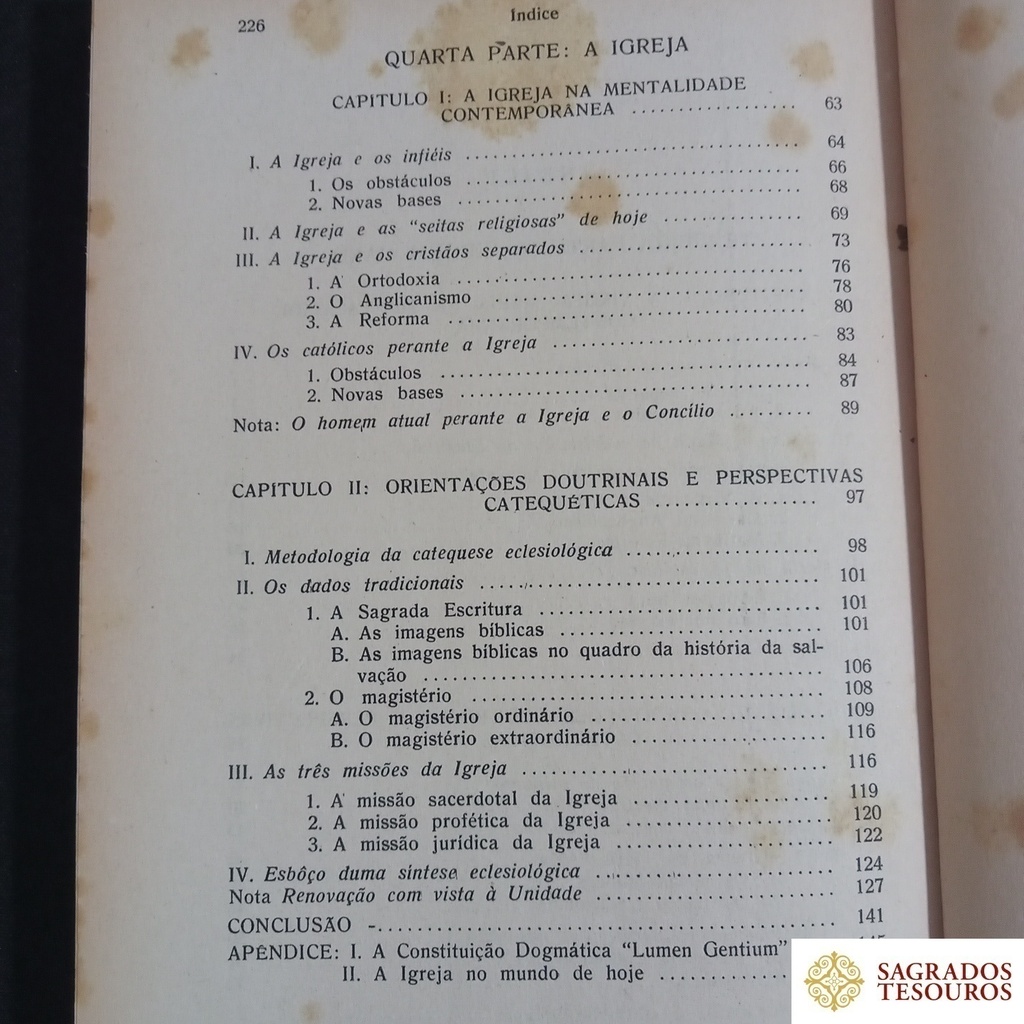 226
Índice
QUARTA PARTE: A IGREJA
CAPITULO I: A IGREJA NA MENTALIDADE
CONTEMPORÂNEA .................. 63
I. A Igreja e os infiéis .................. 64
1. Os obstáculos .................. 66
2. Novas bases .................. 68
II. A Igreja e as “seitas religiosas” de hoje .................. 69
III. A Igreja e os cristãos separados .................. 73
1. A Ortodoxia .................. 76
2. O Anglicanismo .................. 78
3. A Reforma .................. 80
IV. Os católicos perante a Igreja .................. 83
1. Obstáculos .................. 84
2. Novas bases .................. 87
Nota: O homem atual perante a Igreja e o Concílio ......... 89
CAPITULO II: ORIENTAÇÕES DOUTRINAIS E PERSPECTIVAS
CATEQUÉTICAS .................. 97
I. Metodologia da catequese eclesiológica .................. 98
II. Os dados tradicionais .................. 101
1. A Sagrada Escritura .................. 101
A. As imagens bíblicas .................. 101
B. As imagens bíblicas no quadro da história da sal-
vação .................. 106
2. O magistério .................. 108
A. O magistério ordinário .................. 109
B. O magistério extraordinário .................. 116
III. As três missões da Igreja .................. 116
1. A missão sacerdotal da Igreja .................. 119
2. A missão profética da Igreja .................. 120
3. A missão jurídica da Igreja .................. 122
IV. Esbôço duma síntese eclesiológica .................. 124
Nota Renovação com vista à Unidade .................. 127
CONCLUSÃO -.................. 141
APÊNDICE: I. A Constituição Dogmática “Lumen Gentium”
II. A Igreja no mundo de hoje ............
SAGRADOS
TESOUROS